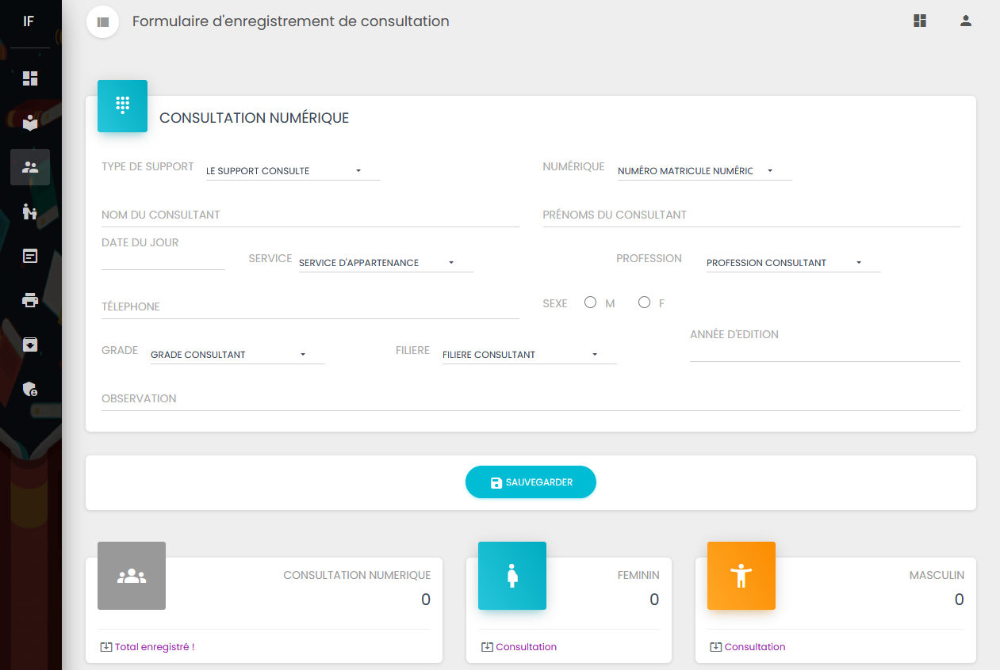 IF
Formulaire d'enregistrement de consultation
CONSULTATION NUMÉRIQUE
TYPE DE SUPPORT LE SUPPORT CONSULTE NUMÉRIQUE NUMÉRO MATRICULE NUMÉRIC
NOM DU CONSULTANT PRÉNOMS DU CONSULTANT
DATE DU JOUR
SERVICE SERVICE D'APPARTENANCE PROFESSION PROFESSION CONSULTANT
TÉLEPHONE SEXE M F
ANNÉE D'EDITION
GRADE GRADE CONSULTANT FILIERE FILIERE CONSULTANT
OBSERVATION
SAUVEGARDER
CONSULTATION NUMERIQUE FEMININ MASCULIN
0 0 0
Total enregistré ! Consultation Consultation